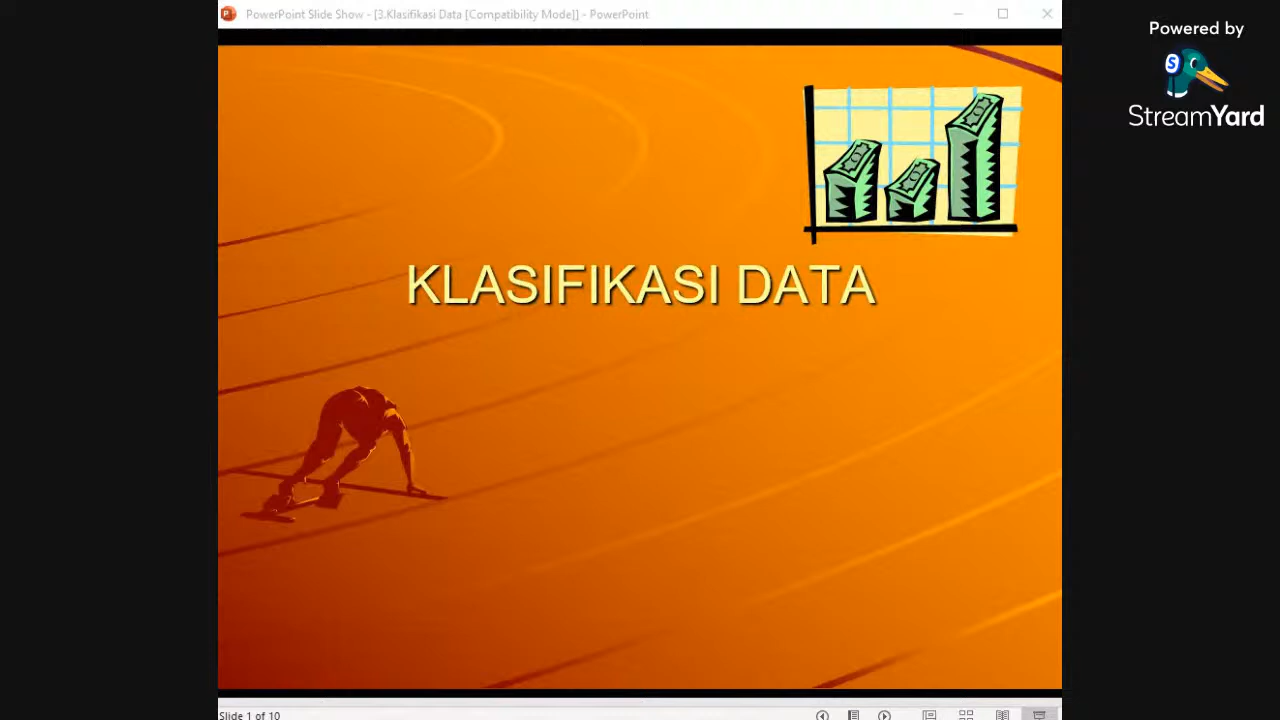 PowerPoint Slide Show - [3.Klasifikasi Data [Compatibility Mode]] - PowerPoint
Powered by
S
StreamYard
KLASIFIKASI DATA
Slide 1 of 10